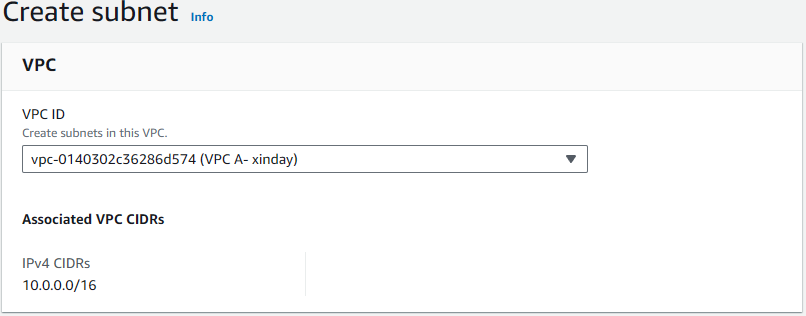 Create subnet Info
VPC
VPC ID
Create subnets in this VPC.
vpc-0140302c36286d574 (VPC A- xinday)
Associated VPC CIDRs
IPv4 CIDRs
10.0.0.0/16